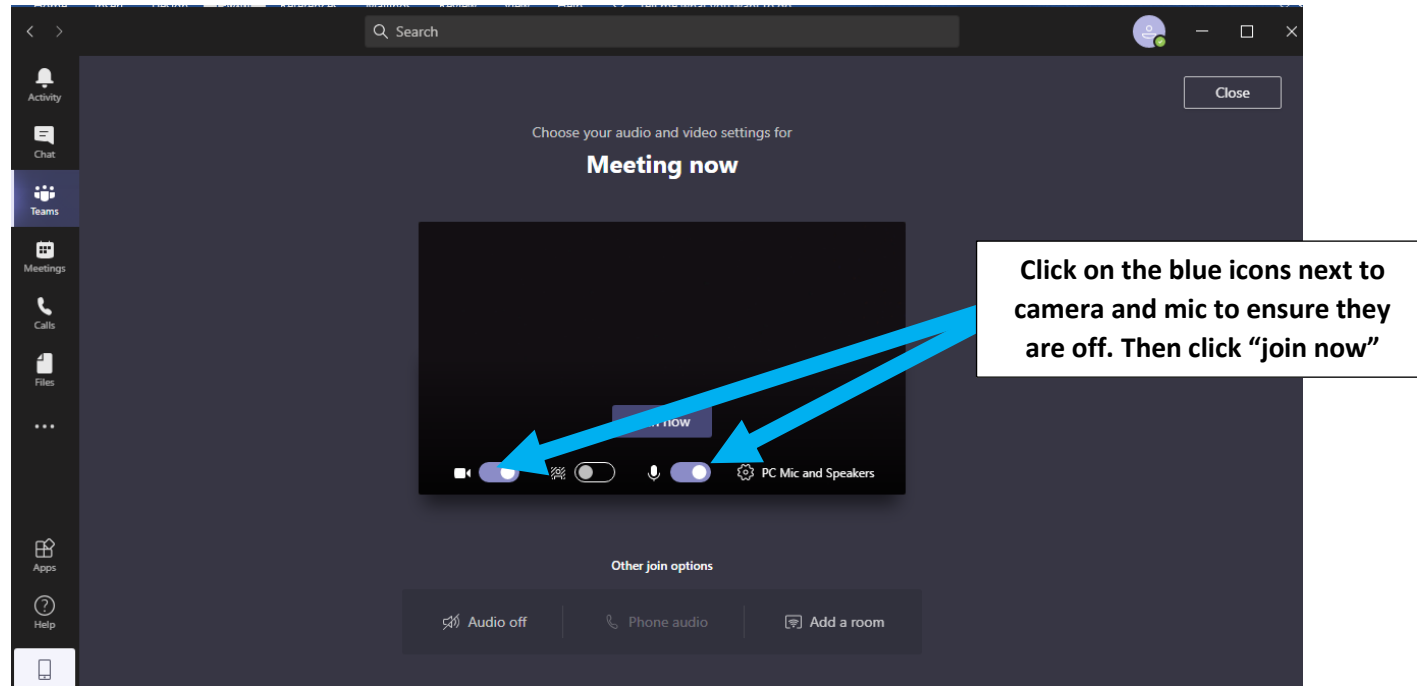 Search
Activity
Chat
Teams
Meetings
Calls
Files
Apps
Help
Close
Choose your audio and video settings for
Meeting now
now
PC Mic and Speakers
Other join options
Audio off
Phone audio
Add a room
Click on the blue icons next to
camera and mic to ensure they
are off. Then click “join now”